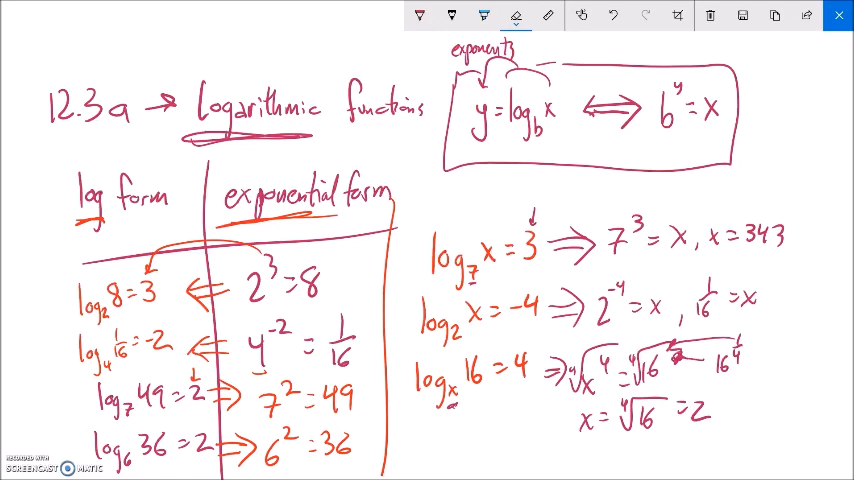 exponents
12.3a → Logarithmic functions
y = log_b x ⟺ b^y = x
log form exponential form
log_2 8 = 3 ⇐ 2^3 = 8
log_4 1/16 = -2 ⇐ 4^-2 = 1/16
log_7 49 = 2 ⇒ 7^2 = 49
log_6 36 = 2 ⇒ 6^2 = 36
log_7 x = 3 ⇒ 7^3 = x, x = 343
log_2 x = -4 ⇒ 2^-4 = x, 1/16 = x
log_x 16 = 4 ⇒ ∜x^4 = ∜16 16^1/4
x = ∜16 = 2
RECORDED WITH
SCREENCAST MATIC